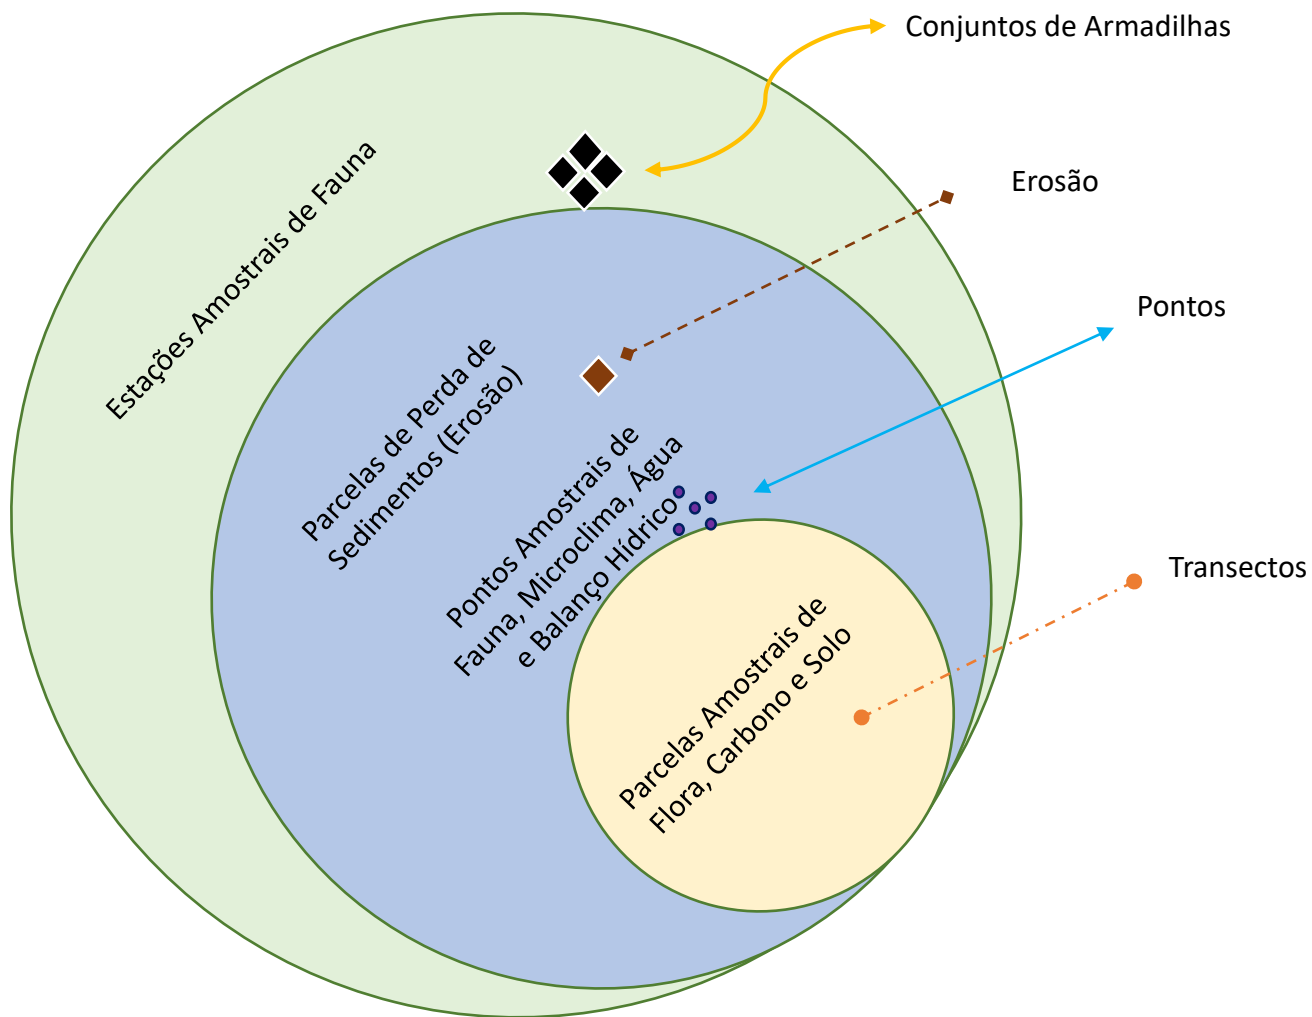 Conjuntos de Armadilhas
Estações Amostrais de Fauna
Erosão
Pontos
Parcelas de Perda de
Sedimentos (Erosão)
Pontos Amostrais de
Fauna, Microclima, Água
e Balanço Hídrico
Transectos
Parcelas Amostrais de
Flora, Carbono e Solo